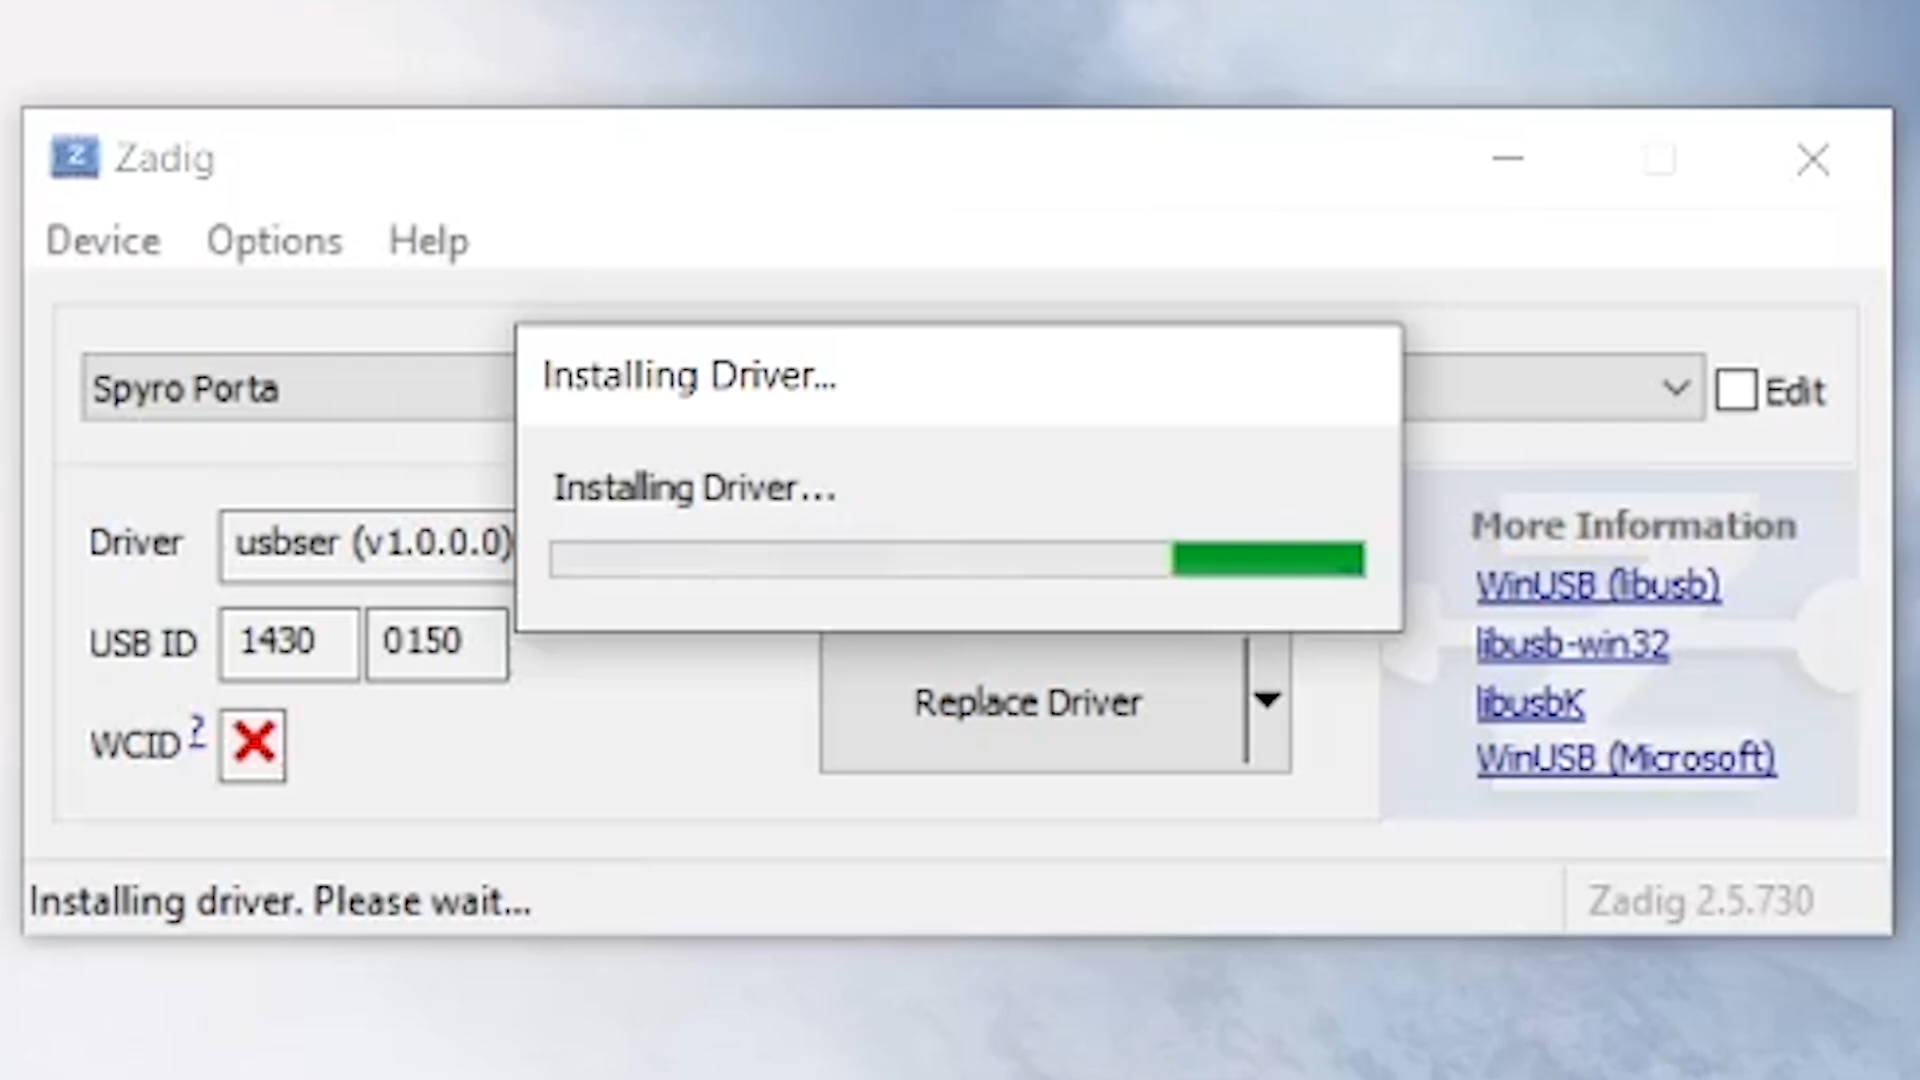 Zadig
Device Options Help
Installing Driver...
Spyro Porta
Edit
Installing Driver...
Driver usbser (v1.0.0.0)
More Information
WinUSB (libusb)
USB ID 1430 0150
libusb-win32
Replace Driver
libusbK
WCID ?
WinUSB (Microsoft)
Installing driver. Please wait...
Zadig 2.5.730